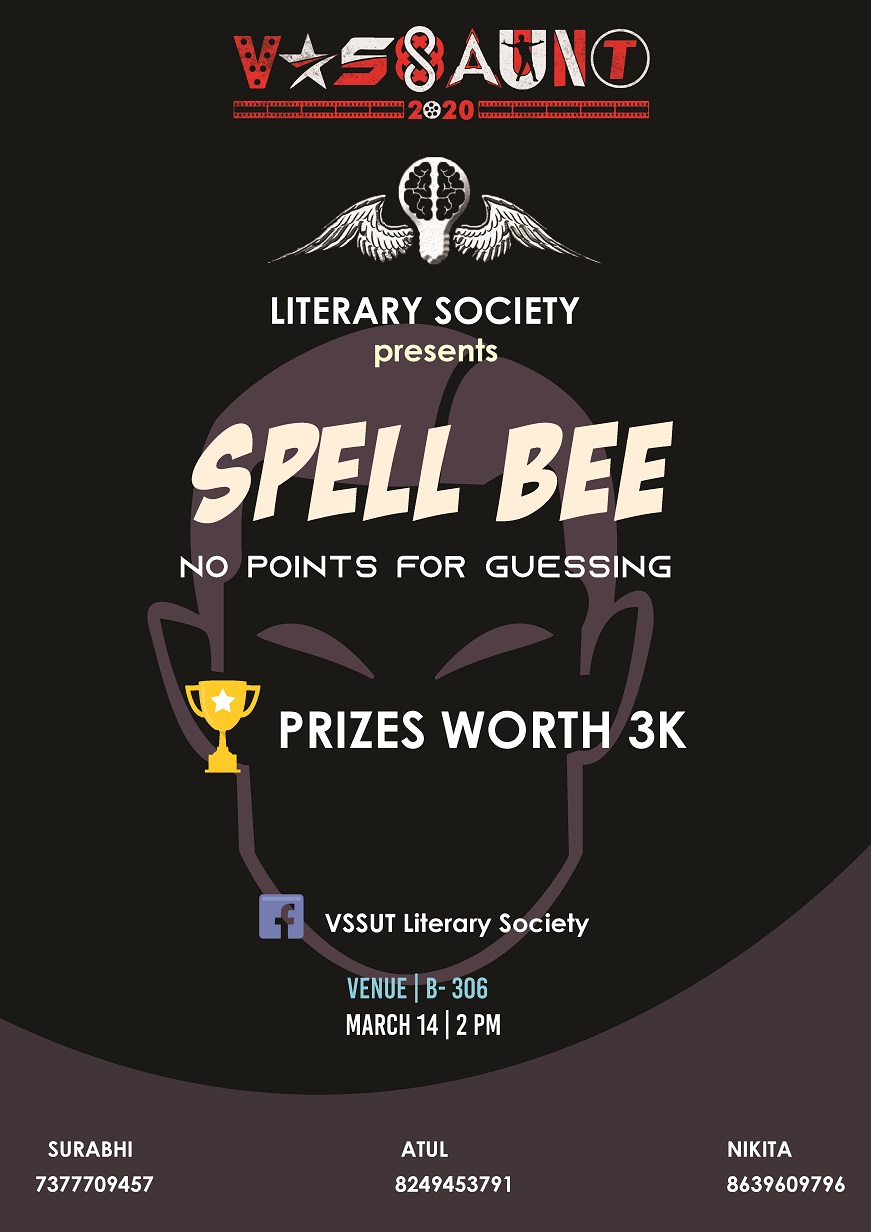 VASSAUNT
2020
LITERARY SOCIETY
presents
SPELL BEE
NO POINTS FOR GUESSING
PRIZES WORTH 3K
f VSSUT Literary Society
VENUE | B- 306
MARCH 14 | 2 PM
SURABHI ATUL NIKITA
7377709457 8249453791 8639609796